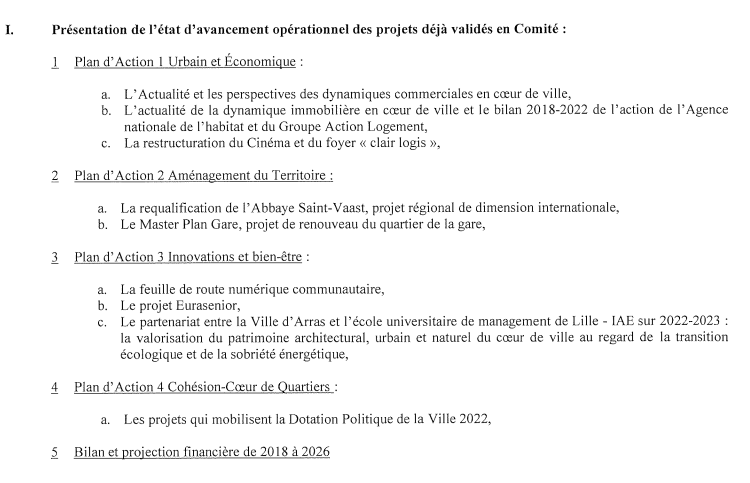 I. Présentation de l'état d'avancement opérationnel des projets déjà validés en Comité :
1 Plan d'Action 1 Urbain et Économique :
a. L'Actualité et les perspectives des dynamiques commerciales en cœur de ville,
b. L'actualité de la dynamique immobilière en cœur de ville et le bilan 2018-2022 de l'action de l'Agence
nationale de l'habitat et du Groupe Action Logement,
c. La restructuration du Cinéma et du foyer « clair logis »,
2 Plan d'Action 2 Aménagement du Territoire :
a. La requalification de l'Abbaye Saint-Vaast, projet régional de dimension internationale,
b. Le Master Plan Gare, projet de renouveau du quartier de la gare,
3 Plan d'Action 3 Innovations et bien-être :
a. La feuille de route numérique communautaire,
b. Le projet Eurasenior,
c. Le partenariat entre la Ville d'Arras et l'école universitaire de management de Lille - IAE sur 2022-2023 :
la valorisation du patrimoine architectural, urbain et naturel du cœur de ville au regard de la transition
écologique et de la sobriété énergétique,
4 Plan d'Action 4 Cohésion-Cœur de Quartiers :
a. Les projets qui mobilisent la Dotation Politique de la Ville 2022,
5 Bilan et projection financière de 2018 à 2026